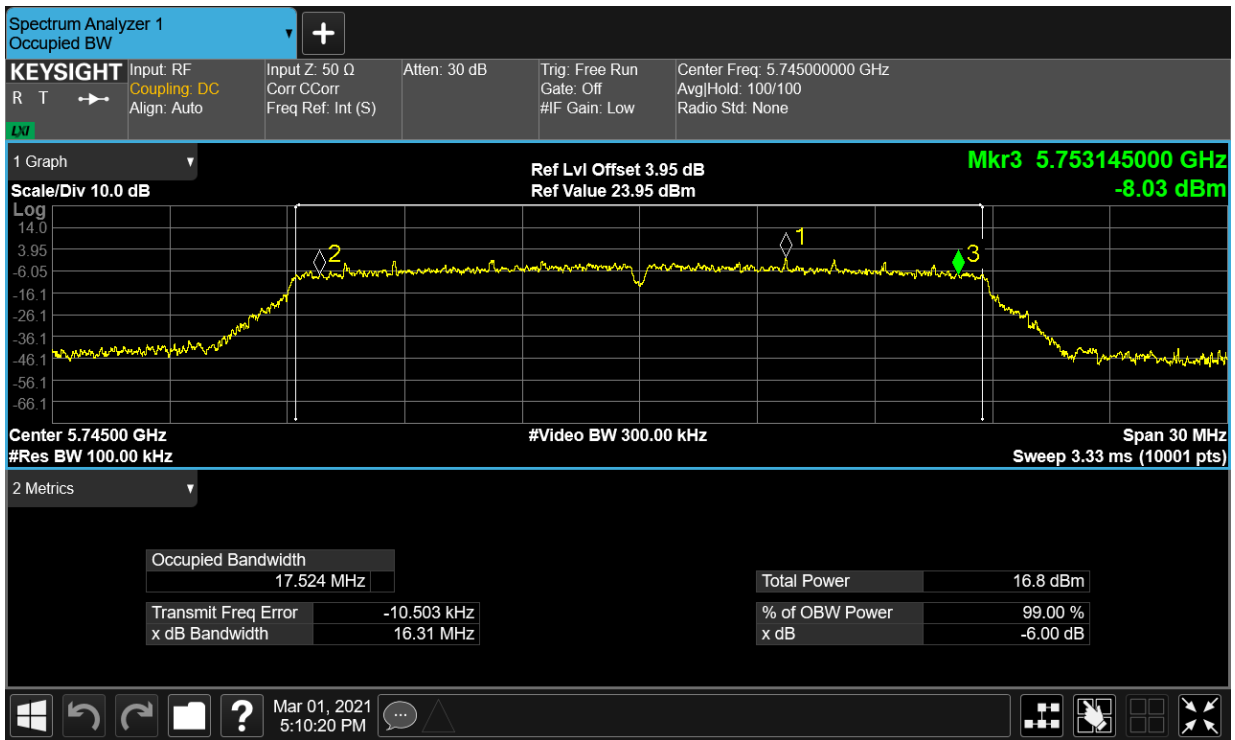 Spectrum Analyzer 1
Occupied BW
+
KEYSIGHT
R T
LXI
Input: RF
Coupling: DC
Align: Auto
Input Z: 50 Ω
Corr CCorr
Freq Ref: Int (S)
Atten: 30 dB
Trig: Free Run
Gate: Off
#IF Gain: Low
Center Freq: 5.745000000 GHz
Avg|Hold: 100/100
Radio Std: None
1 Graph
Scale/Div 10.0 dB
Ref Lvl Offset 3.95 dB
Ref Value 23.95 dBm
Mkr3 5.753145000 GHz
-8.03 dBm
Log
14.0
3.95
-6.05
-16.1
-26.1
-36.1
-46.1
-56.1
-66.1
2
1
3
Center 5.74500 GHz
#Res BW 100.00 kHz
#Video BW 300.00 kHz
Span 30 MHz
Sweep 3.33 ms (10001 pts)
2 Metrics
Occupied Bandwidth
17.524 MHz
Transmit Freq Error -10.503 kHz
x dB Bandwidth 16.31 MHz
Total Power 16.8 dBm
% of OBW Power 99.00 %
x dB -6.00 dB
?
Mar 01, 2021
5:10:20 PM